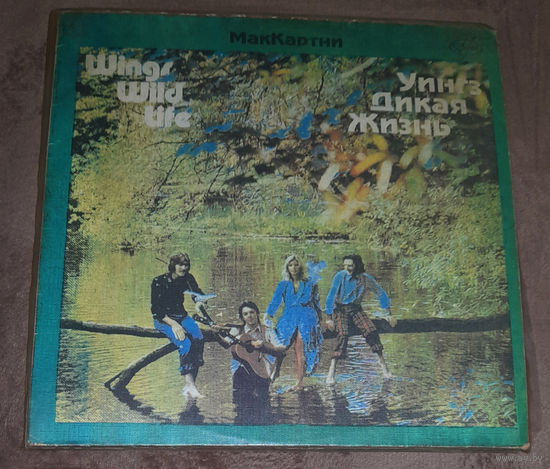 МакКартни
Wings
Wild
Life
Уингз
Дикая
Жизнь